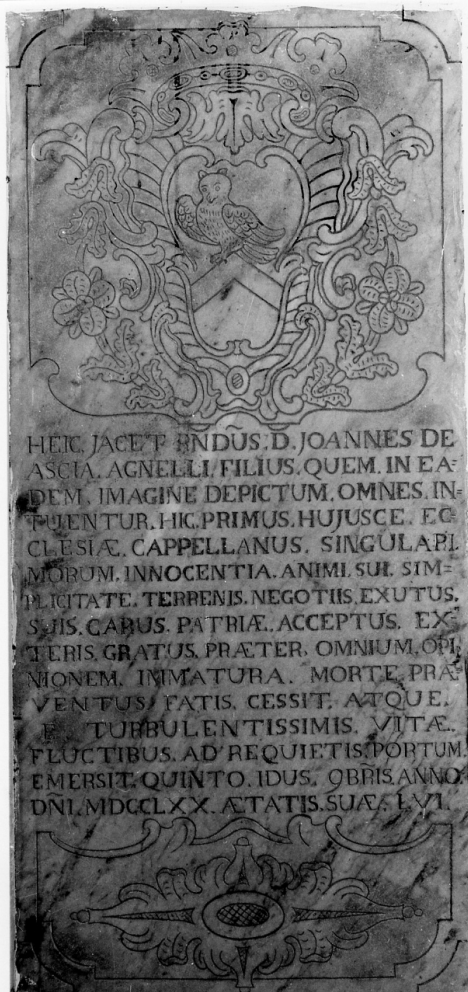 HEIC. JACET RNDŨS. D. JOANNES DE
ASCIA. AGNELLI. FILIUS. QUEM. IN EA=
DEM. IMAGINE DEPICTUM. OMNES. IN=
TUENTUR. HIC. PRIMUS. HUJUSCE. EC=
CLESIÆ. CAPPELLANUS. SINGULARI.
MORUM. INNOCENTIA. ANIMI. SUI. SIM=
PLICITATE. TERRENIS. NEGOTIIS. EXUTUS.
SUIS. CARUS. PATRIÆ. ACCEPTUS. EX=
TERIS. GRATUS. PRÆTER. OMNIUM. OPI
NIONEM. IMMATURA. MORTE. PRÆ=
VENTUS. FATIS. CESSIT. ATQUE.
E. TURBULENTISSIMIS. VITÆ.
FLUCTIBUS. AD REQUIETIS. PORTUM
EMERSIT. QUINTO. IDUS. 9BRĨS. ANNO
DÑI. MDCCLXX. ÆTATIS. SUÆ. LVI.